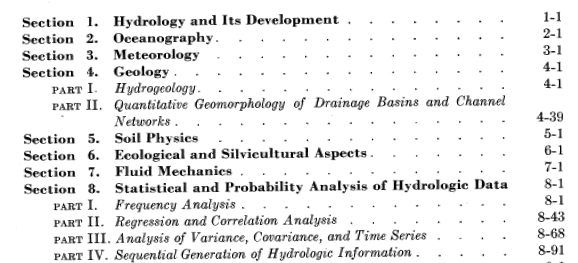 Section 1. Hydrology and Its Development . . . . . . . . . . . 1-1
Section 2. Oceanography. . . . . . . . . . . . . . . . . . 2-1
Section 3. Meteorology . . . . . . . . . . . . . . . . . . 3-1
Section 4. Geology . . . . . . . . . . . . . . . . . . . . 4-1
PART I. Hydrogeology. . . . . . . . . . . . . . . . . . . 4-1
PART II. Quantitative Geomorphology of Drainage Basins and Channel
Networks . . . . . . . . . . . . . . . . . . . 4-39
Section 5. Soil Physics . . . . . . . . . . . . . . . . . . 5-1
Section 6. Ecological and Silvicultural Aspects . . . . . . . . . . 6-1
Section 7. Fluid Mechanics . . . . . . . . . . . . . . . . 7-1
Section 8. Statistical and Probability Analysis of Hydrologic Data 8-1
PART I. Frequency Analysis . . . . . . . . . . . . . . . . 8-1
PART II. Regression and Correlation Analysis . . . . . . . . . . 8-43
PART III. Analysis of Variance, Covariance, and Time Series . . . . . 8-68
PART IV. Sequential Generation of Hydrologic Information . . . . . 8-91